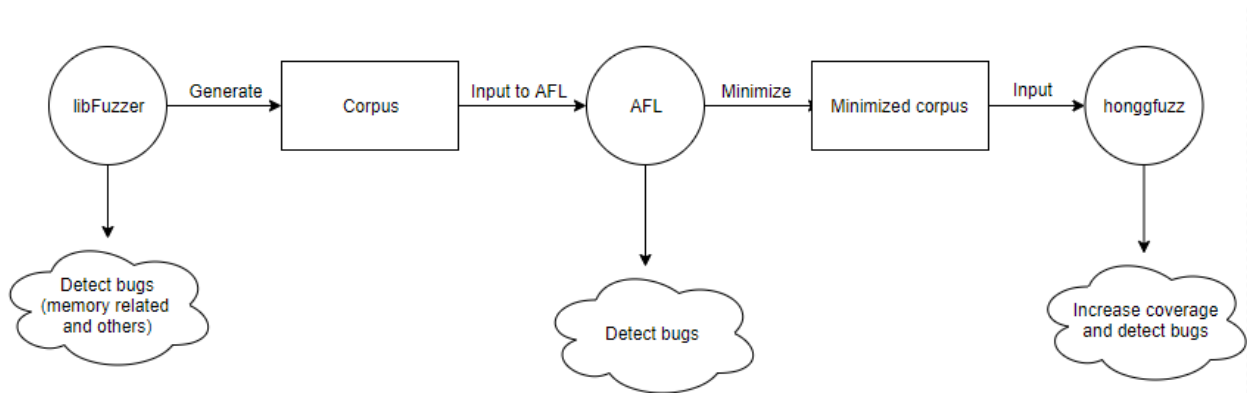 libFuzzer
Generate
Corpus
Input to AFL
AFL
Minimize
Minimized corpus
Input
honggfuzz
Detect bugs
(memory related
and others)
Detect bugs
Increase coverage
and detect bugs